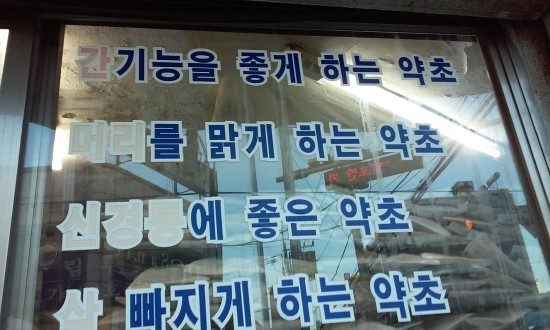 간기능을 좋게 하는 약초
머리를 맑게 하는 약초
신경통에 좋은 약초
살 빠지게 하는 약초